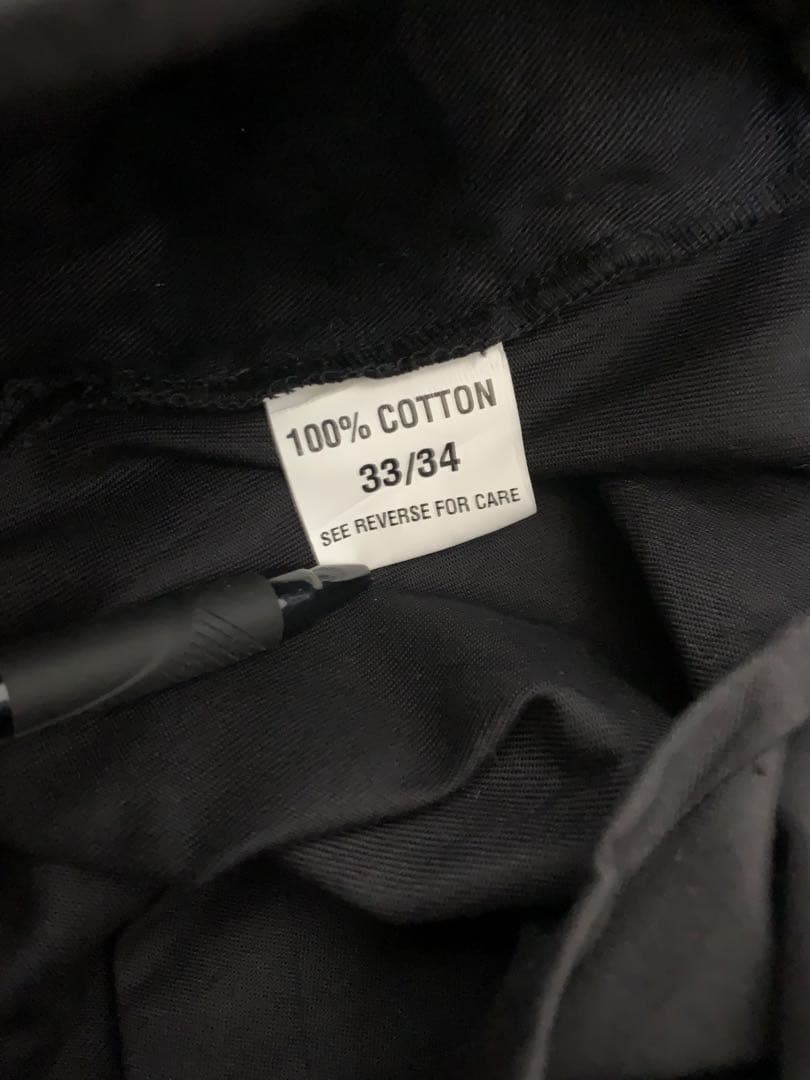 100% COTTON
33/34
SEE REVERSE FOR CARE